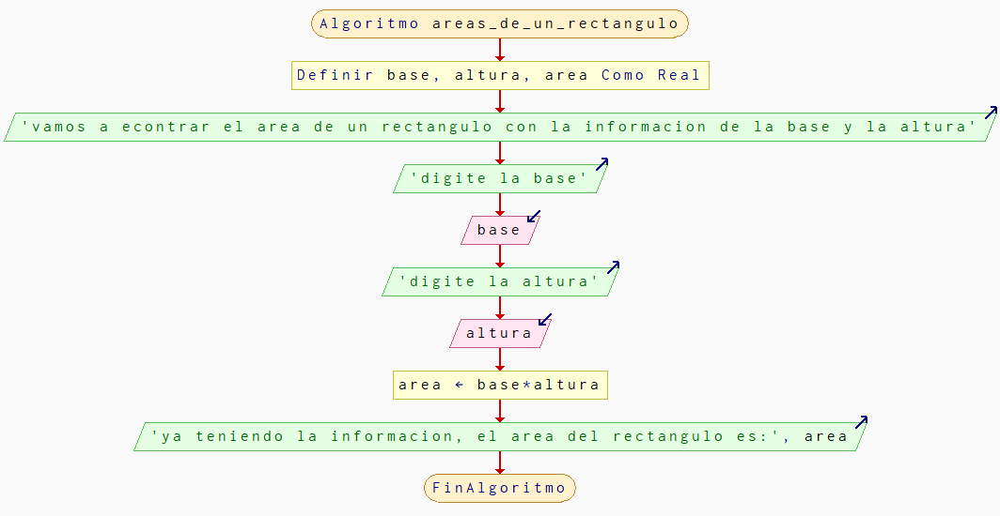 Algoritmo areas_de_un_rectangulo
Definir base, altura, area Como Real
'vamos a econtrar el area de un rectangulo con la informacion de la base y la altura'
'digite la base'
base
'digite la altura'
altura
area ← base*altura
'ya teniendo la informacion, el area del rectangulo es:', area
FinAlgoritmo